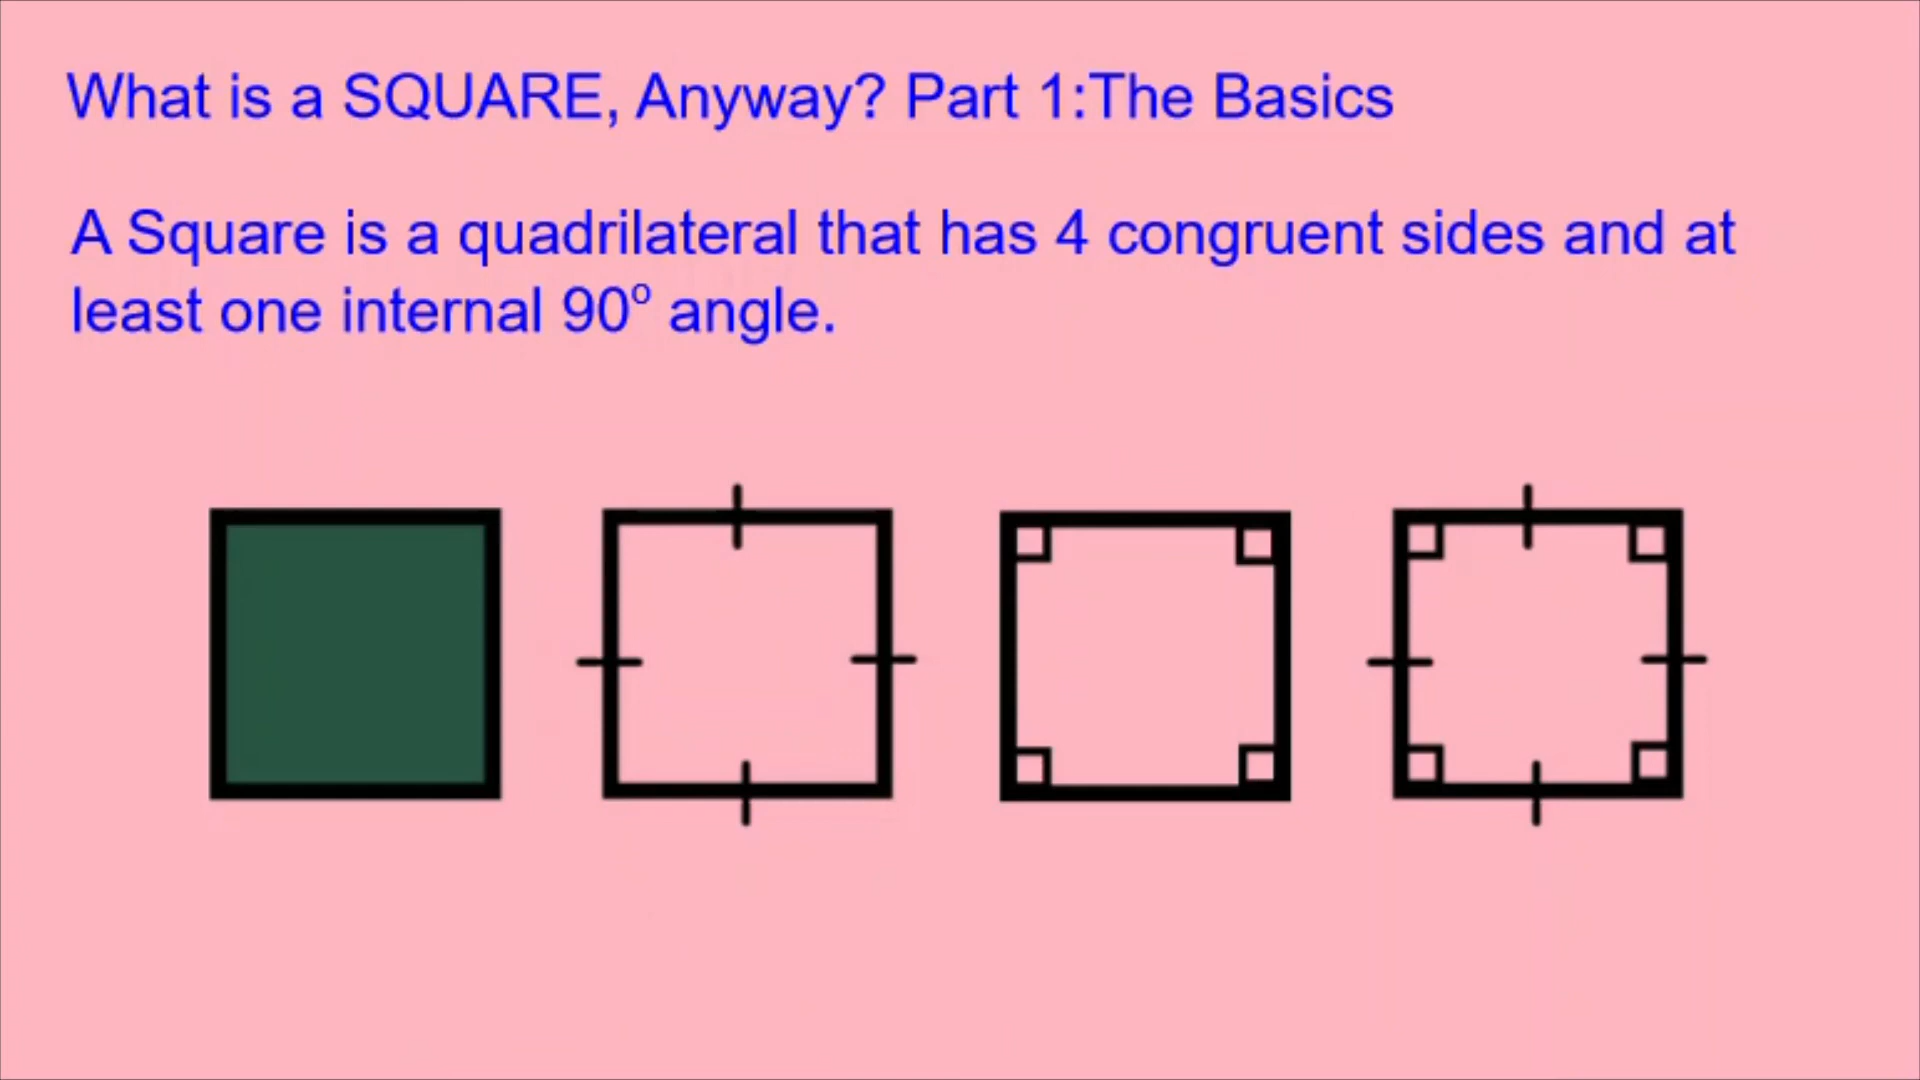 What is a SQUARE, Anyway? Part 1:The Basics
A Square is a quadrilateral that has 4 congruent sides and at
least one internal 90º angle.